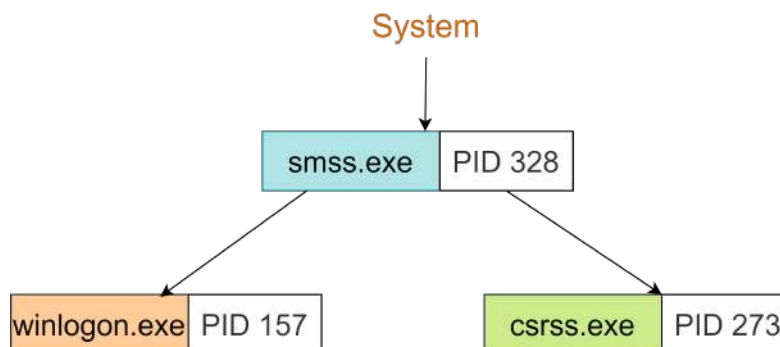 System
smss.exe PID 328
winlogon.exe PID 157
csrss.exe PID 273